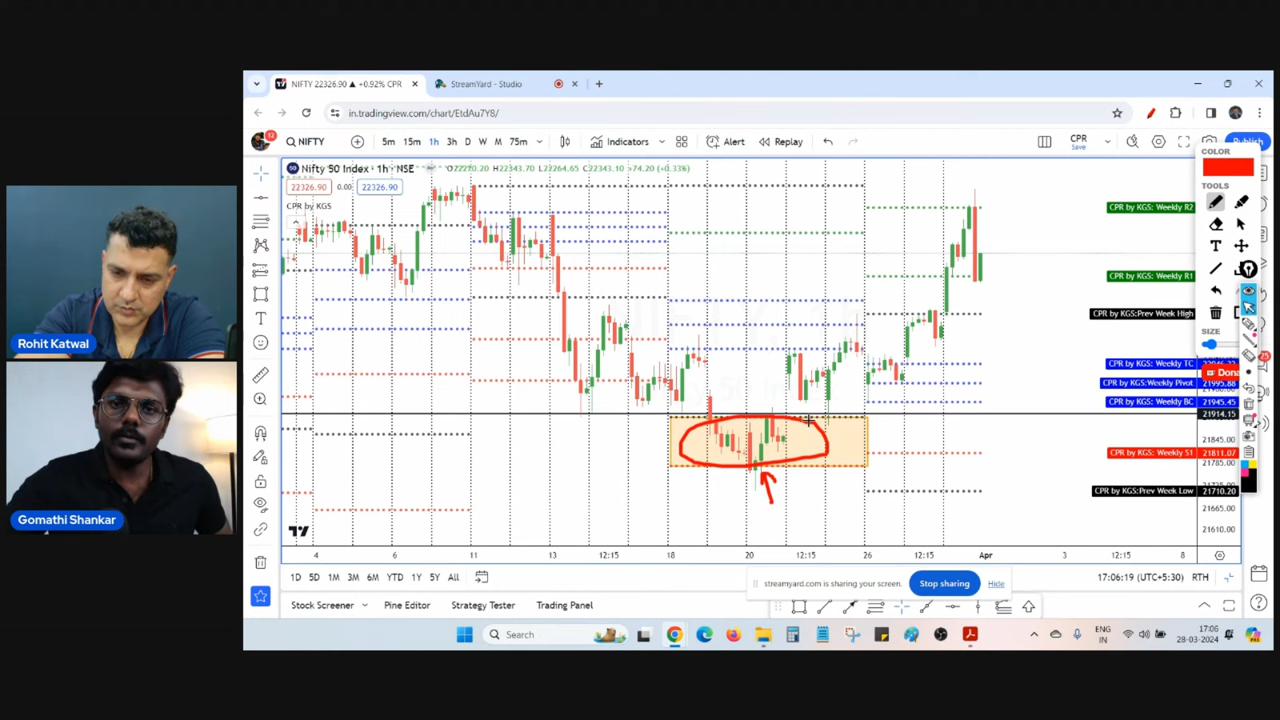 NIFTY 22326.90 ▲ +0.92% CPR
StreamYard - Studio
in.tradingview.com/chart/EtdAu7Y8/
12
NIFTY
5m 15m 1h 3h D W M 75m
Indicators
Alert
Replay
CPR
Save
Publish
COLOR
TOOLS
SIZE
Nifty 50 Index · 1h · NSE
O22270.20 H22343.70 L22264.65 C22343.10 +74.20 (+0.33%)
22326.90 0.00 22326.90
CPR by KGS
CPR by KGS: Weekly R2
CPR by KGS: Weekly R1
CPR by KGS:Prev Week High
CPR by KGS: Weekly TC
CPR by KGS:Weekly Pivot 21995.88
CPR by KGS: Weekly BC 21945.45
21914.15
21845.00
CPR by KGS: Weekly S1 21811.07
21785.00
CPR by KGS:Prev Week Low 21710.20
21665.00
21610.00
Dona
25
Rohit Katwal
Gomathi Shankar
4 6 11 13 12:15 18 20 12:15 26 12:15 Apr 3 12:15 8
1D 5D 1M 3M 6M YTD 1Y 5Y All
17:06:19 (UTC+5:30) RTH
streamyard.com is sharing your screen.
Stop sharing
Hide
Stock Screener
Pine Editor
Strategy Tester
Trading Panel
Search
ENG
IN
17:06
28-03-2024